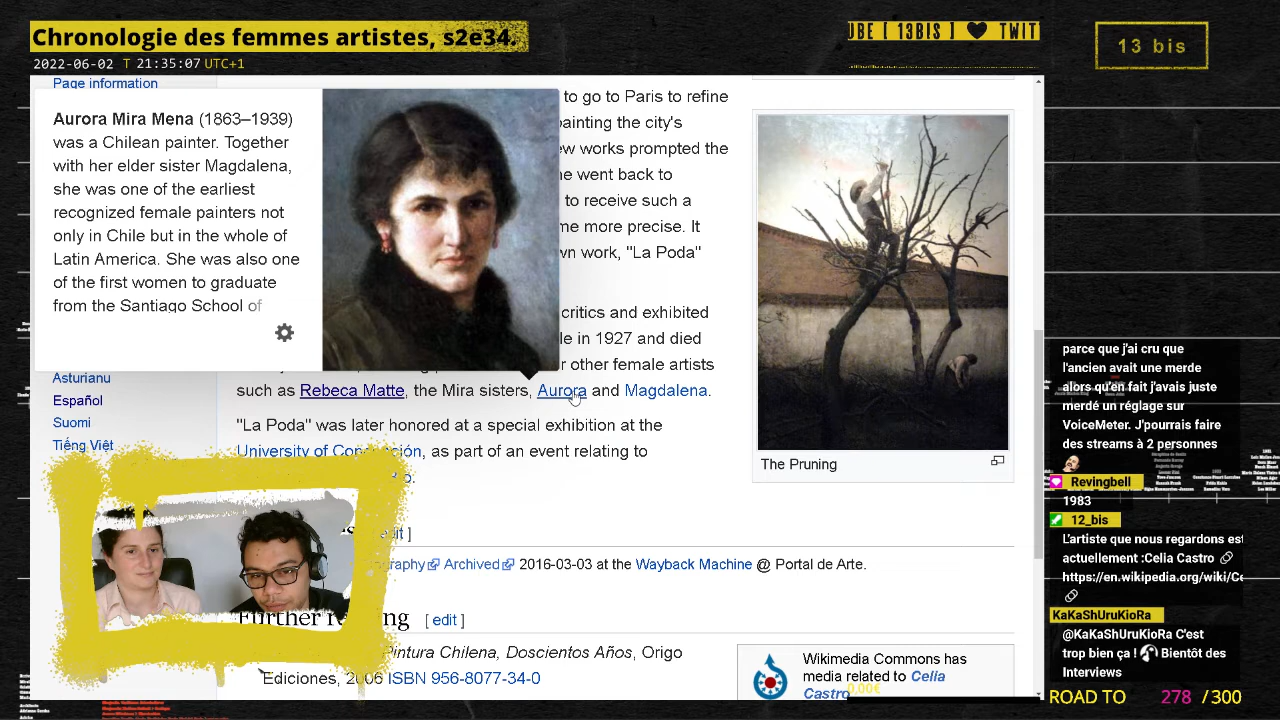 Chronologie des femmes artistes, s2e34.
2022-06-02 T 21:35:07 UTC+1
UBE [ 13BIS ] ♥ TWIT
13 bis
Page information
Aurora Mira Mena (1863–1939)
was a Chilean painter. Together
with her elder sister Magdalena,
she was one of the earliest
recognized female painters not
only in Chile but in the whole of
Latin America. She was also one
of the first women to graduate
from the Santiago School of
Asturianu
Español
Suomi
Tiếng Việt
to go to Paris to refine
painting the city's
ew works prompted the
he went back to
to receive such a
me more precise. It
wn work, "La Poda"
critics and exhibited
le in 1927 and died
r other female artists
such as Rebeca Matte, the Mira sisters, Aurora and Magdalena.
"La Poda" was later honored at a special exhibition at the
University of Concepción, as part of an event relating to
The Pruning
[ edit ]
Archived 2016-03-03 at the Wayback Machine @ Portal de Arte.
Further reading [ edit ]
Pintura Chilena, Doscientos Años, Origo
Ediciones, 2006 ISBN 956-8077-34-0
Wikimedia Commons has
media related to Celia
Castro
0,00€
parce que j'ai cru que
l'ancien avait une merde
alors qu'en fait j'avais juste
merdé un réglage sur
VoiceMeter. J'pourrais faire
des streams à 2 personnes
Revingbell
1983
12_bis
L'artiste que nous regardons est
actuellement :Celia Castro
https://en.wikipedia.org/wiki/Ce
KaKaShUruKioRa
@KaKaShUruKioRa C'est
trop bien ça ! Bientôt des
Interviews
ROAD TO 278 / 300